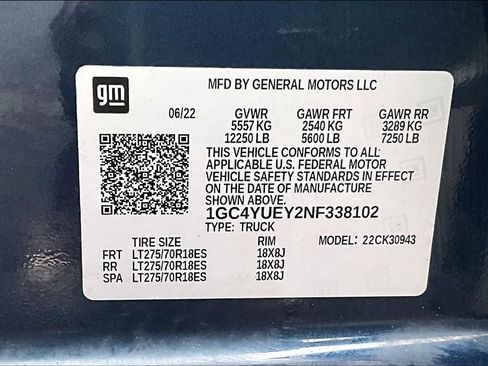 gm
MFD BY GENERAL MOTORS LLC
06/22 GVWR GAWR FRT GAWR RR
5557 KG 2540 KG 3289 KG
12250 LB 5600 LB 7250 LB
THIS VEHICLE CONFORMS TO ALL
APPLICABLE U.S. FEDERAL MOTOR
VEHICLE SAFETY STANDARDS IN EFFECT
ON THE DATE OF MANUFACTURE
SHOWN ABOVE.
1GC4YUEY2NF338102
TYPE: TRUCK
TIRE SIZE RIM MODEL: 22CK30943
FRT LT275/70R18ES 18X8J
RR LT275/70R18ES 18X8J
SPA LT275/70R18ES 18X8J